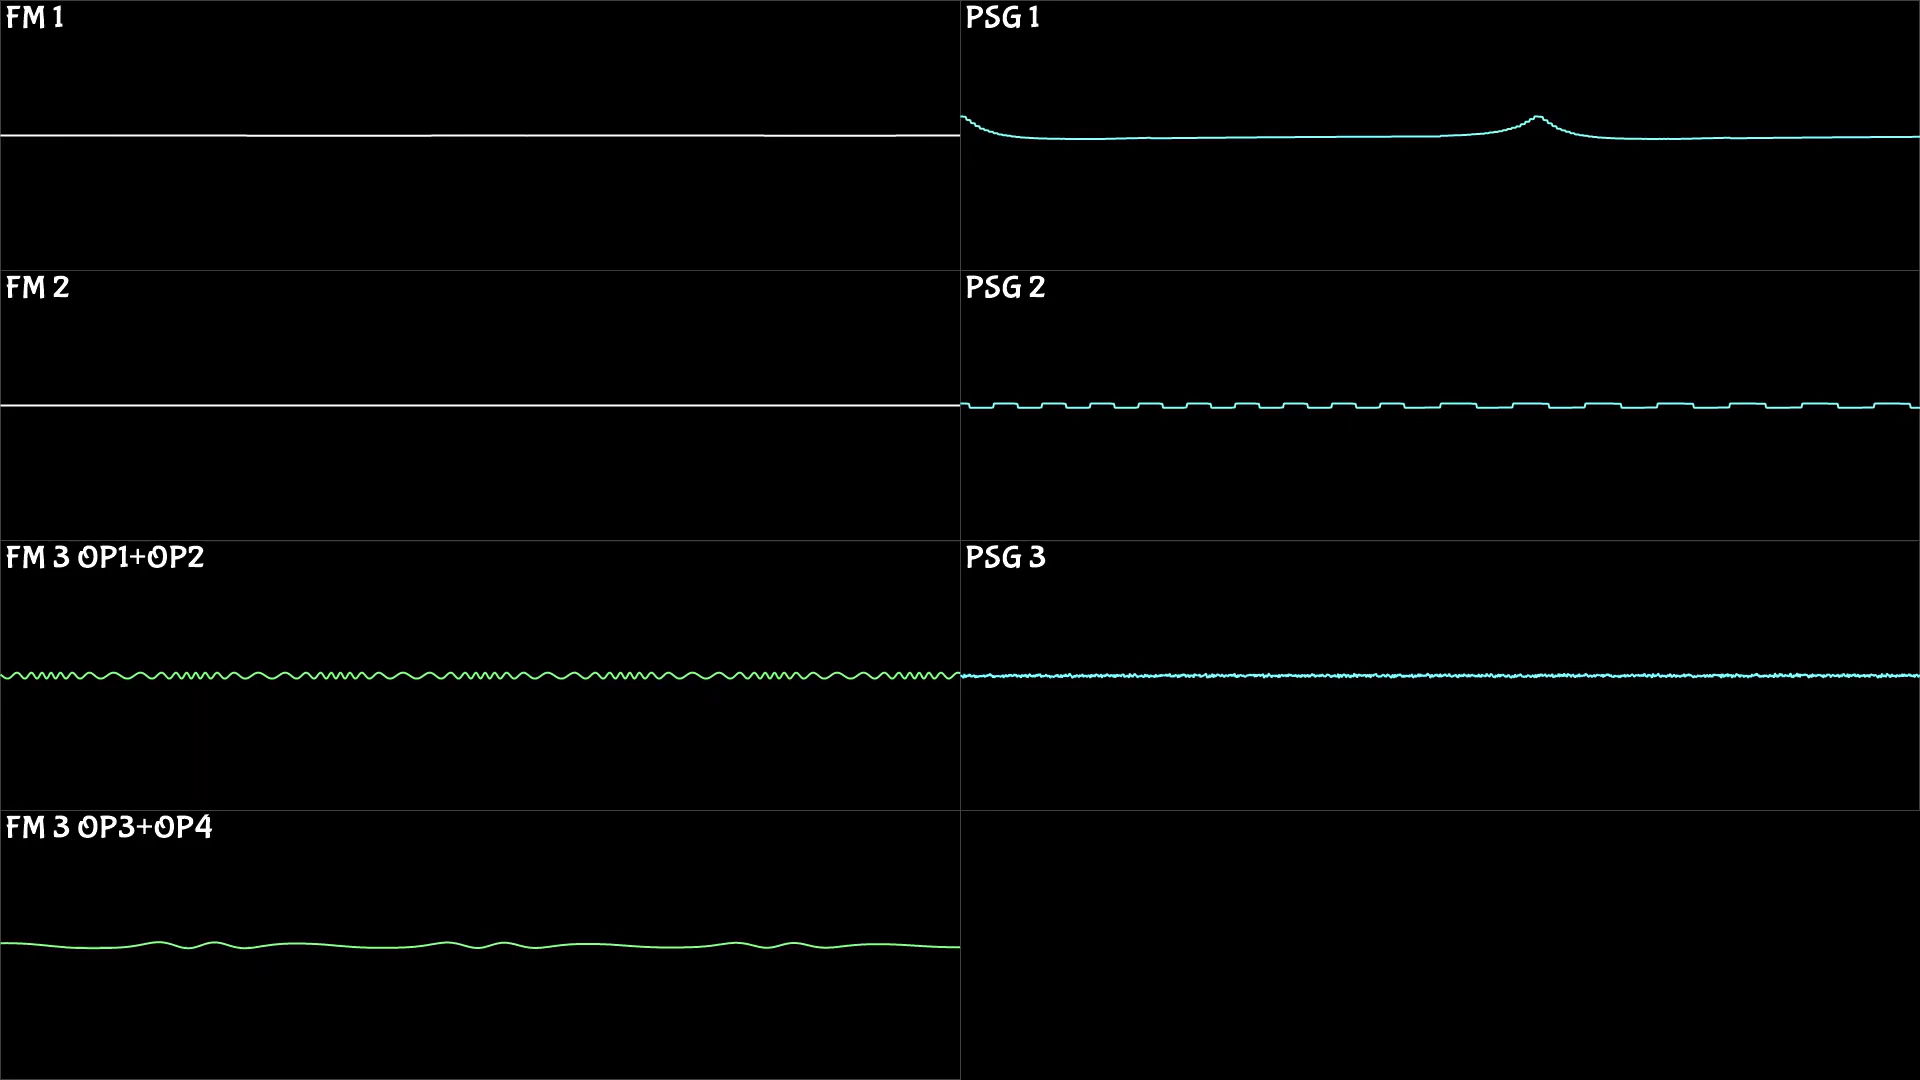 FM 1
PSG 1
FM 2
PSG 2
FM 3 OP1+OP2
PSG 3
FM 3 OP3+OP4